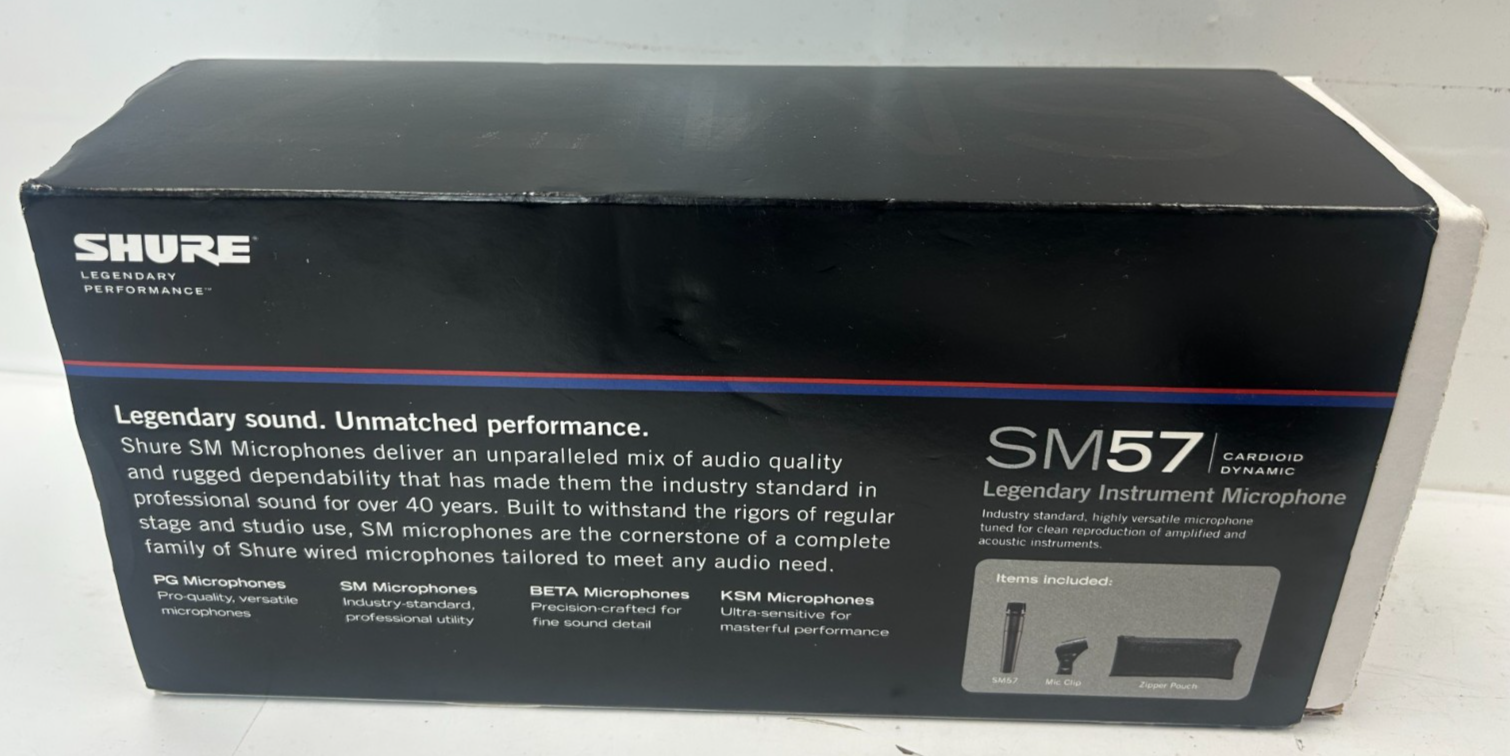 SHURE
LEGENDARY
PERFORMANCE™
Legendary sound. Unmatched performance.
Shure SM Microphones deliver an unparalleled mix of audio quality
and rugged dependability that has made them the industry standard in
professional sound for over 40 years. Built to withstand the rigors of regular
stage and studio use, SM microphones are the cornerstone of a complete
family of Shure wired microphones tailored to meet any audio need.
PG Microphones
Pro-quality, versatile
microphones
SM Microphones
Industry-standard,
professional utility
BETA Microphones
Precision-crafted for
fine sound detail
KSM Microphones
Ultra-sensitive for
masterful performance
SM57 | CARDIOID
DYNAMIC
Legendary Instrument Microphone
Industry standard, highly versatile microphone
tuned for clean reproduction of amplified and
acoustic instruments.
Items included:
SM57
Mic Clip
Zipper Pouch